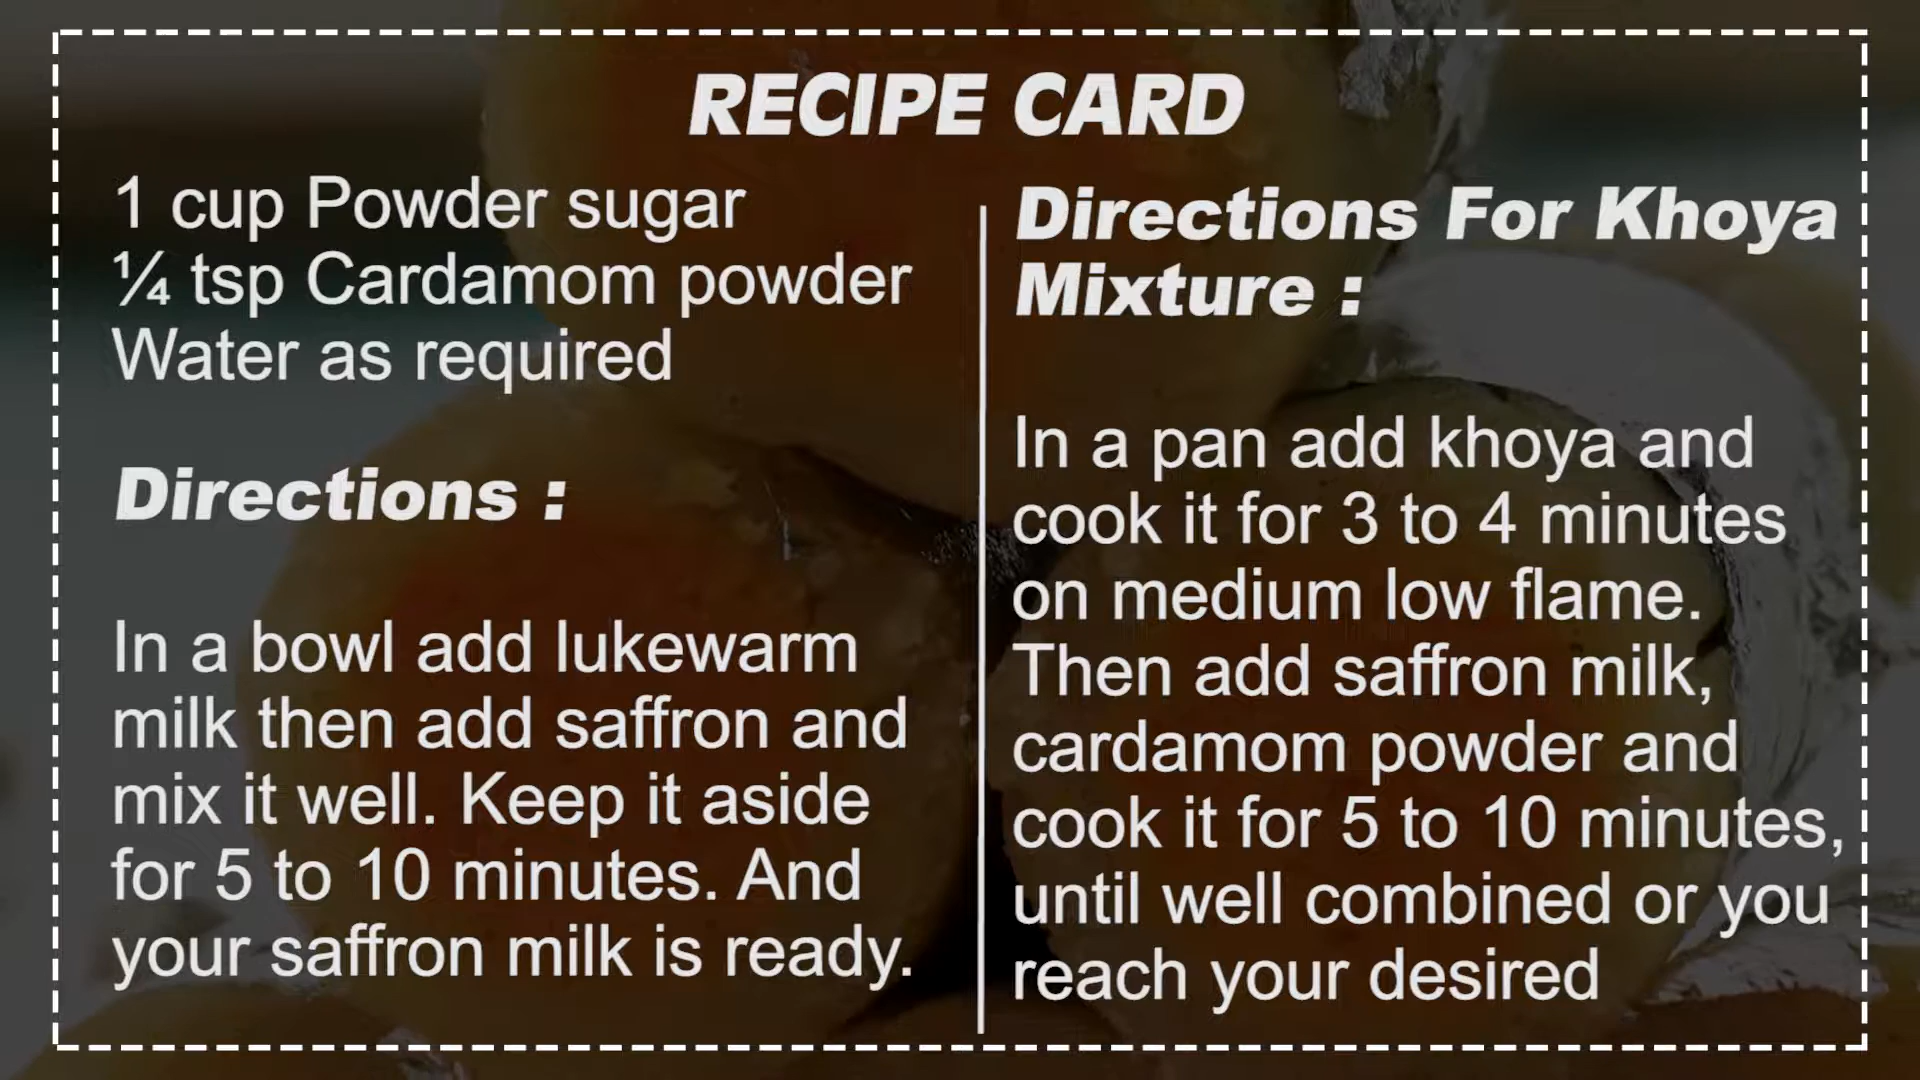 RECIPE CARD
1 cup Powder sugar
¼ tsp Cardamom powder
Water as required
Directions :
In a bowl add lukewarm
milk then add saffron and
mix it well. Keep it aside
for 5 to 10 minutes. And
your saffron milk is ready.
Directions For Khoya
Mixture :
In a pan add khoya and
cook it for 3 to 4 minutes
on medium low flame.
Then add saffron milk,
cardamom powder and
cook it for 5 to 10 minutes,
until well combined or you
reach your desired